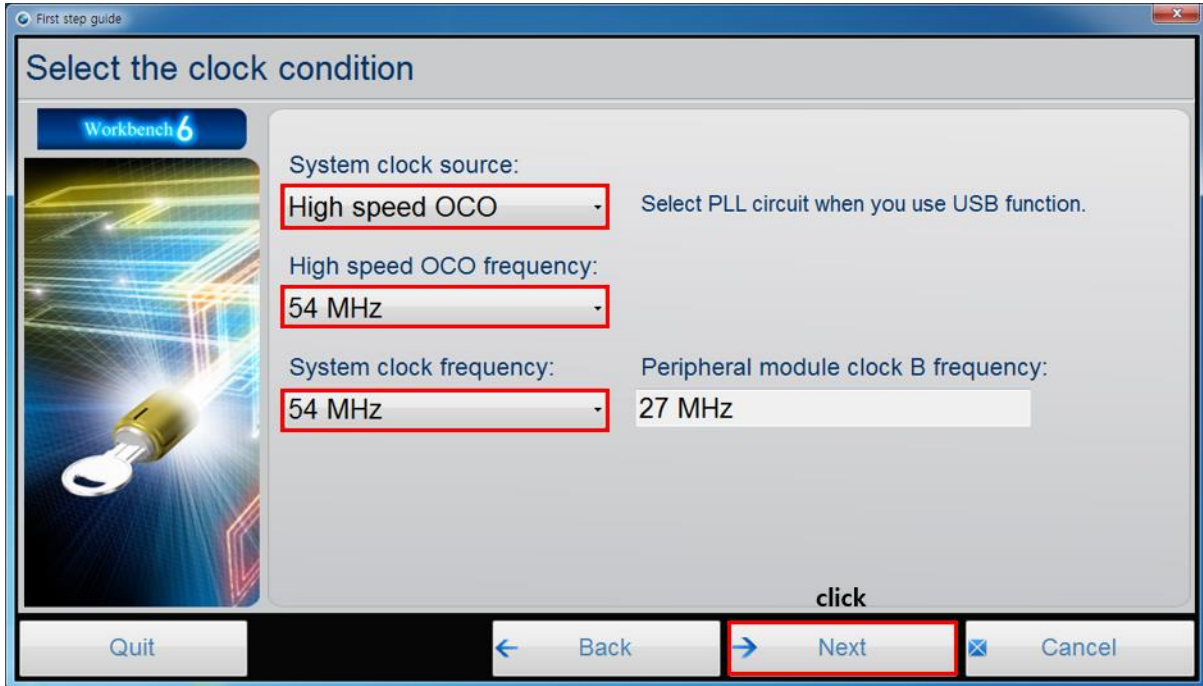 First step guide
Select the clock condition
Workbench 6
System clock source:
High speed OCO
Select PLL circuit when you use USB function.
High speed OCO frequency:
54 MHz
System clock frequency:
Peripheral module clock B frequency:
54 MHz
27 MHz
click
Quit
Back
Next
Cancel